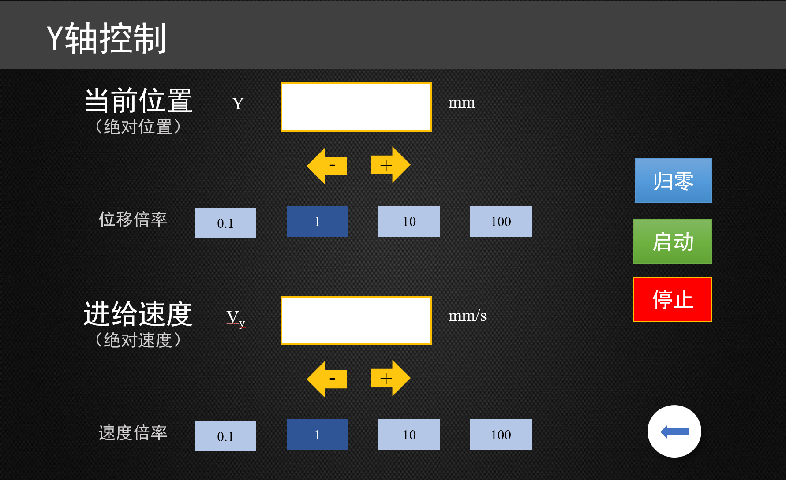 Y轴控制
当前位置 Y mm
（绝对位置）
- +
位移倍率 0.1 1 10 100
归零
启动
停止
进给速度 Vy mm/s
（绝对速度）
- +
速度倍率 0.1 1 10 100